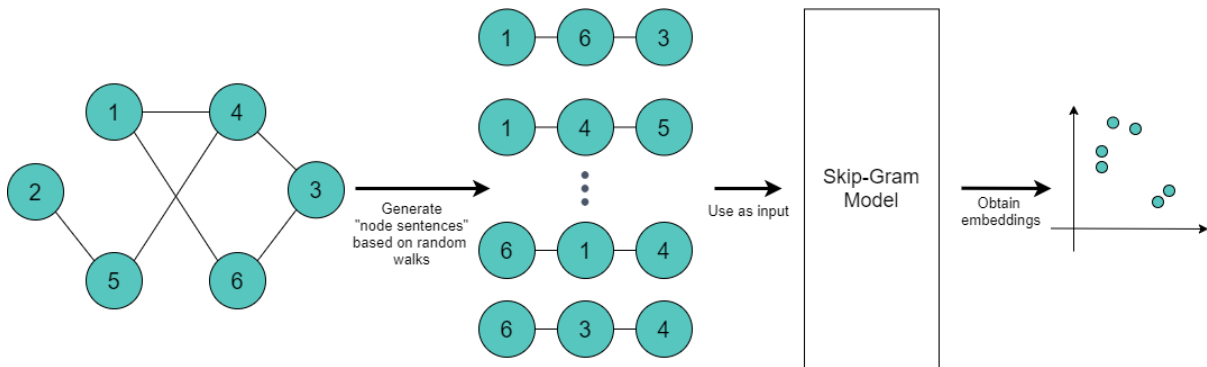 1 4
2
3
5 6
Generate
"node sentences"
based on random
walks
1 6 3
1 4 5
6 1 4
6 3 4
Use as input
Skip-Gram
Model
Obtain
embeddings